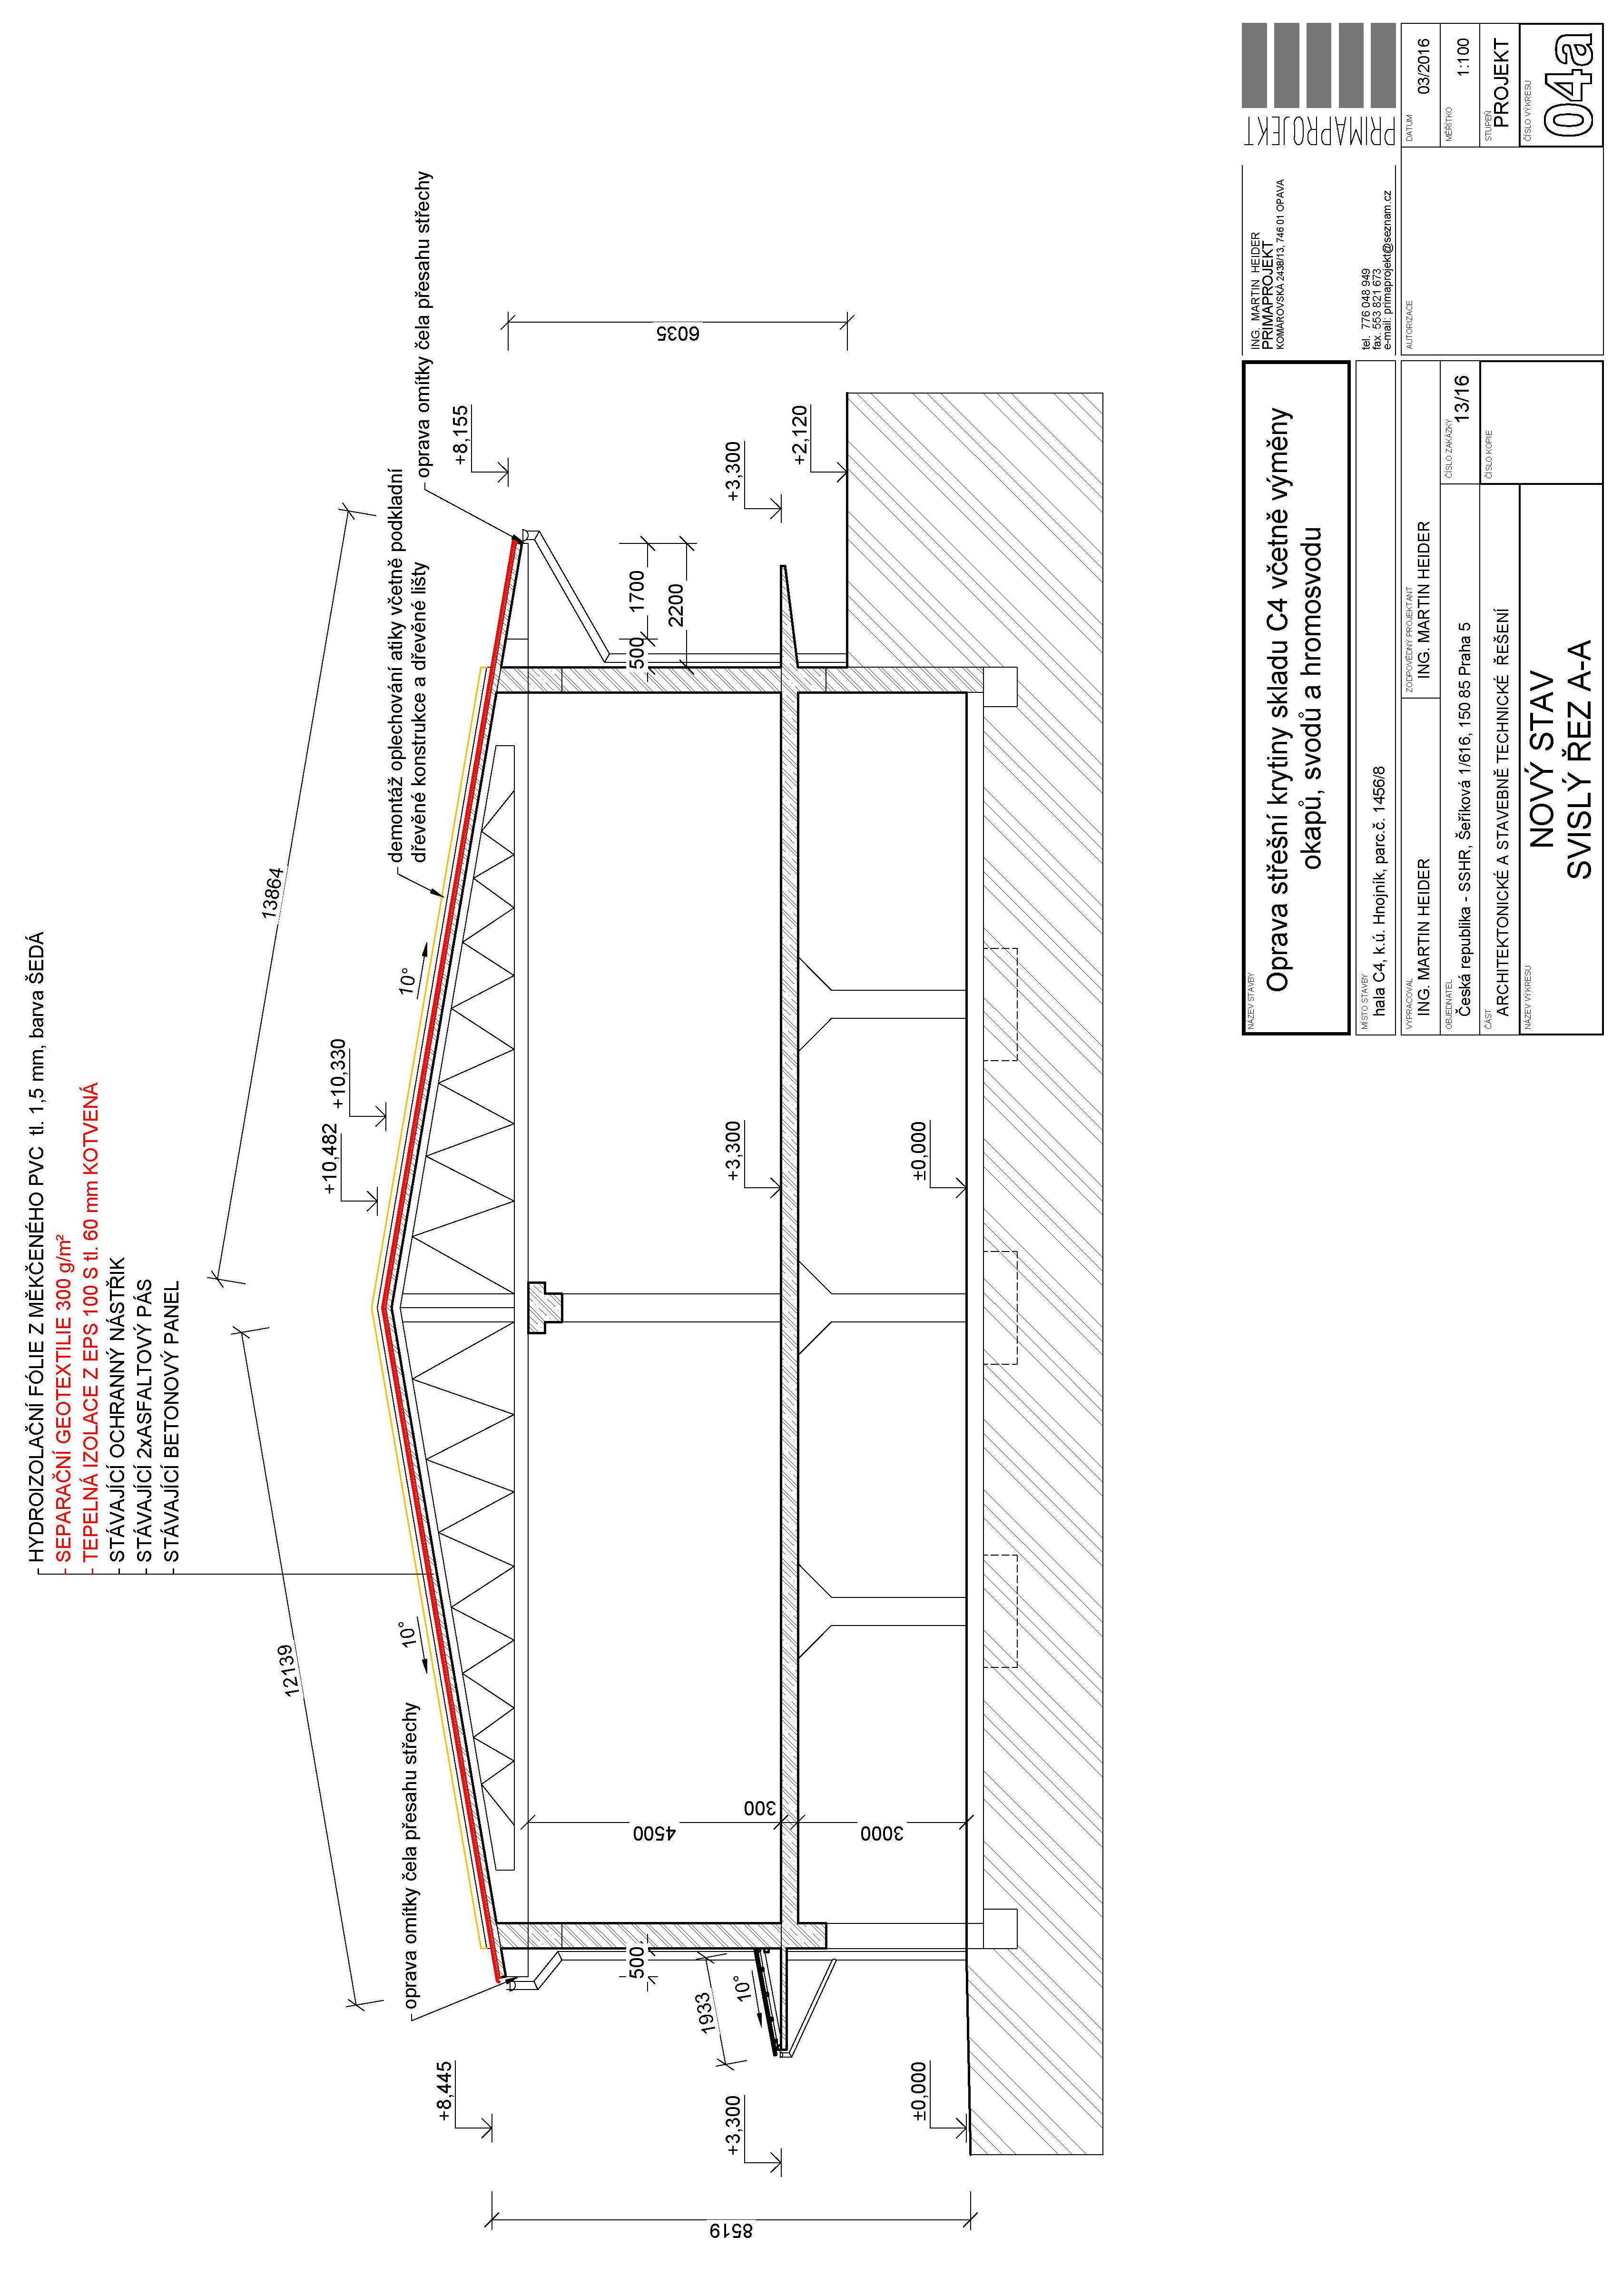 HYDROIZOLAČNÍ FÓLIE Z MĚKČENÉHO PVC tl. 1,5 mm, barva ŠEDÁ
SEPARAČNÍ GEOTEXTILIE 300 g/m²
TEPELNÁ IZOLACE Z EPS 100 S tl. 60 mm KOTVENÁ
STÁVAJÍCÍ OCHRANNÝ NÁSTŘIK
STÁVAJÍCÍ 2xASFALTOVÝ PÁS
STÁVAJÍCÍ BETONOVÝ PANEL
12139
13864
+10,482
+10,330
10°
10°
demontáž oplechování atiky včetně podkladní
dřevěné konstrukce a dřevěné lišty
oprava omítky čela přesahu střechy
oprava omítky čela přesahu střechy
+8,445
+8,155
6035
500
500
1700
2200
4500
300
3000
1933
10°
+3,300
+3,300
+3,300
+2,120
±0,000
±0,000
8519
NÁZEV STAVBY
Oprava střešní krytiny skladu C4 včetně výměny
okapů, svodů a hromosvodu
ING. MARTIN HEIDER
PRIMAPROJEKT
KOMÁROVSKÁ 2438/13, 746 01 OPAVA
tel. 776 048 949
fax. 553 821 673
e-mail: primaprojekt@seznam.cz
PRIMAPROJEKT
MÍSTO STAVBY
hala C4, k.ú. Hnojník, parc.č. 1456/8
VYPRACOVAL
ING. MARTIN HEIDER
ZODPOVĚDNÝ PROJEKTANT
ING. MARTIN HEIDER
AUTORIZACE
DATUM
03/2016
OBJEDNATEL
Česká republika - SSHR, Šeříková 1/616, 150 85 Praha 5
ČÍSLO ZAKÁZKY
13/16
MĚŘÍTKO
1:100
ČÁST
ARCHITEKTONICKÉ A STAVEBNĚ TECHNICKÉ ŘEŠENÍ
ČÍSLO KOPIE
STUPEŇ
PROJEKT
NÁZEV VÝKRESU
NOVÝ STAV
SVISLÝ ŘEZ A-A
ČÍSLO VÝKRESU
04a